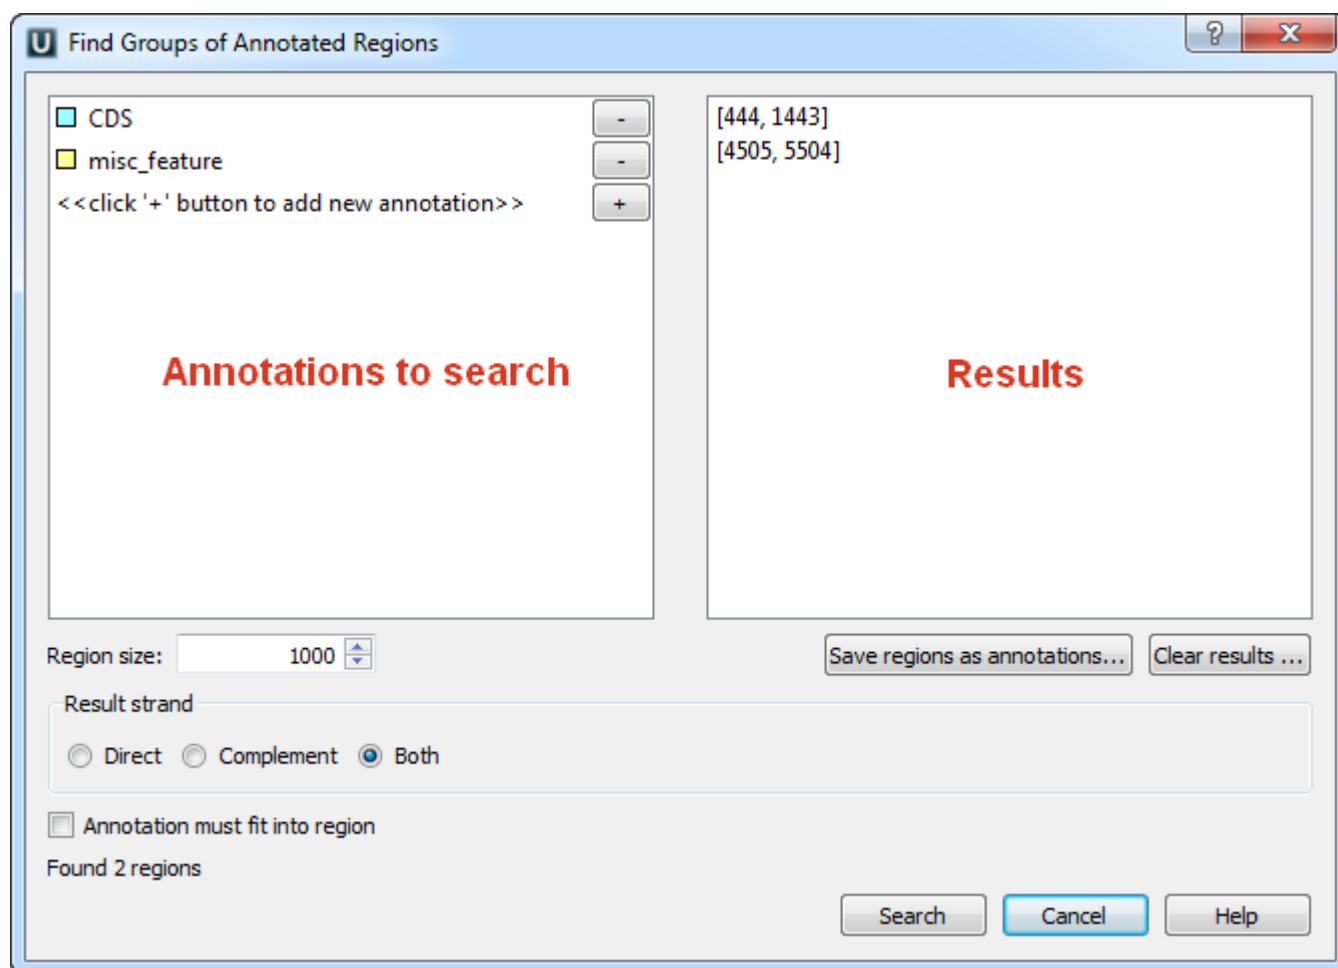 U Find Groups of Annotated Regions ? X
CDS -
misc_feature -
<<click '+' button to add new annotation>> +
Annotations to search
[444, 1443]
[4505, 5504]
Results
Region size: 1000
Save regions as annotations... Clear results ...
Result strand
Direct Complement Both
Annotation must fit into region
Found 2 regions
Search Cancel Help